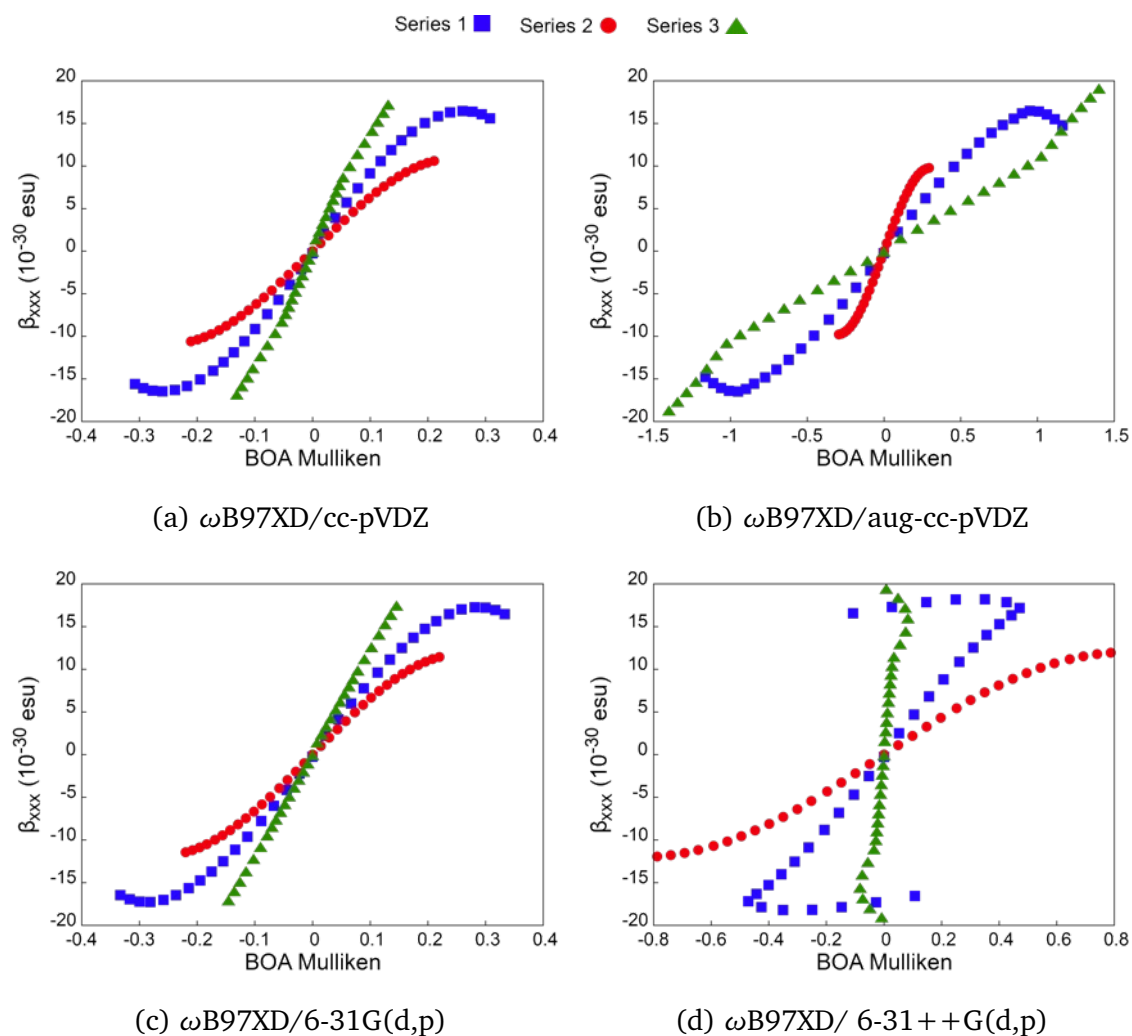 Series 1 Series 2 Series 3
20
15
10
5
0
-5
-10
-15
-20
βxxx (10⁻³⁰ esu)
-0.4 -0.3 -0.2 -0.1 0 0.1 0.2 0.3 0.4
BOA Mulliken
(a) ωB97XD/cc-pVDZ
20
15
10
5
0
-5
-10
-15
-20
βxxx (10⁻³⁰ esu)
-1.5 -1 -0.5 0 0.5 1 1.5
BOA Mulliken
(b) ωB97XD/aug-cc-pVDZ
20
15
10
5
0
-5
-10
-15
-20
βxxx (10⁻³⁰ esu)
-0.4 -0.3 -0.2 -0.1 0 0.1 0.2 0.3 0.4
BOA Mulliken
(c) ωB97XD/6-31G(d,p)
20
15
10
5
0
-5
-10
-15
-20
βxxx (10⁻³⁰ esu)
-0.8 -0.6 -0.4 -0.2 0 0.2 0.4 0.6 0.8
BOA Mulliken
(d) ωB97XD/ 6-31++G(d,p)